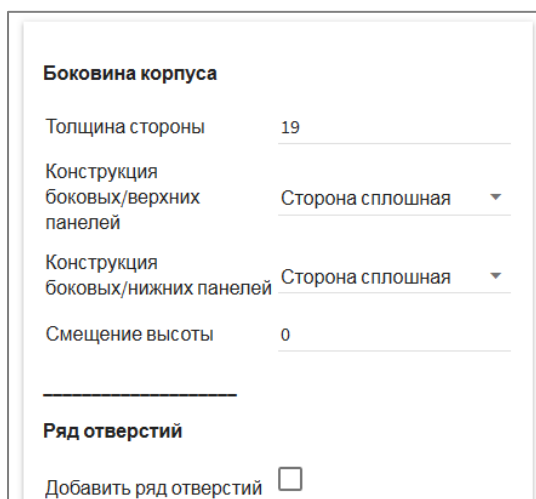 Боковина корпуса
Толщина стороны 19
Конструкция
боковых/верхних
панелей
Сторона сплошная
Конструкция
боковых/нижних панелей
Сторона сплошная
Смещение высоты 0
Ряд отверстий
Добавить ряд отверстий